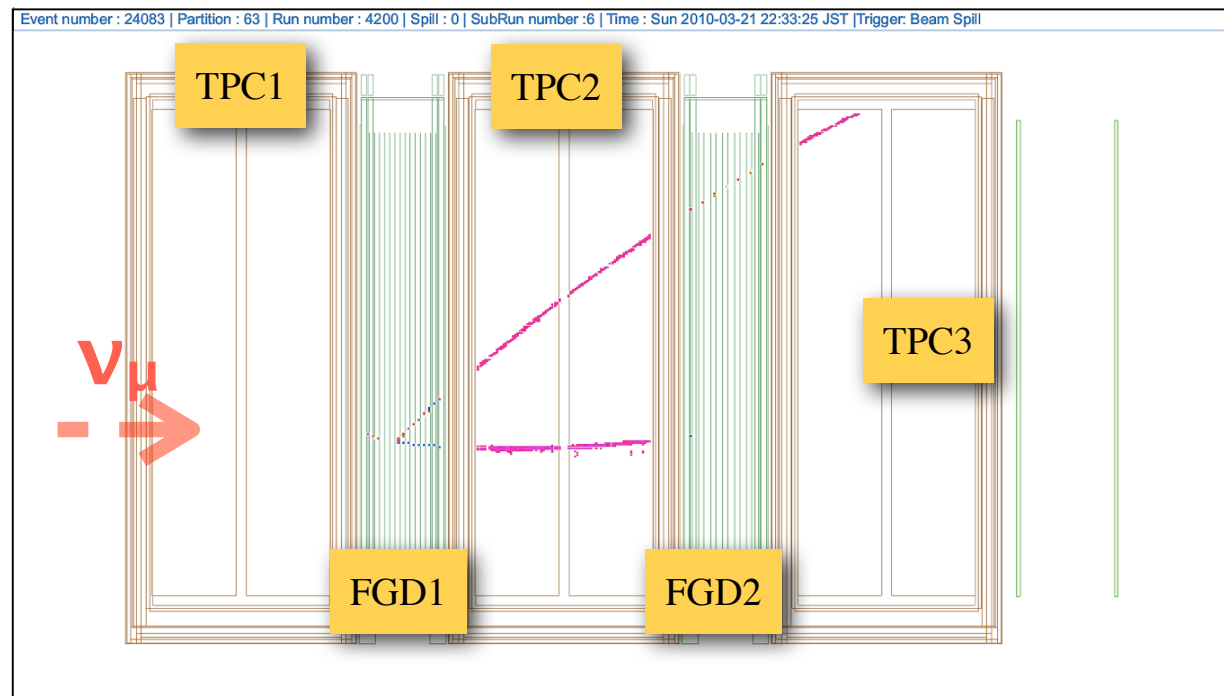 Event number : 24083 | Partition : 63 | Run number : 4200 | Spill : 0 | SubRun number :6 | Time : Sun 2010-03-21 22:33:25 JST |Trigger: Beam Spill
TPC1
TPC2
TPC3
νμ
FGD1
FGD2